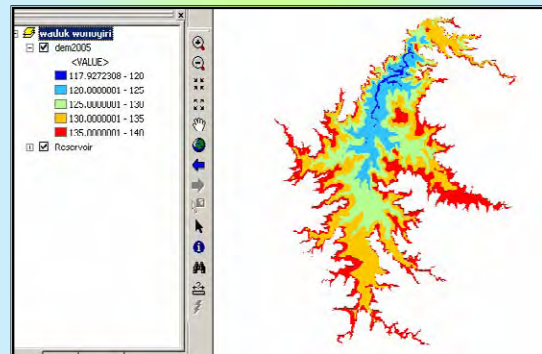 waduk wonogiri
dem2005
<VALUE>
117.9272308 - 120
120.0000001 - 125
125.0000001 - 130
130.0000001 - 135
135.0000001 - 140
Reservoir